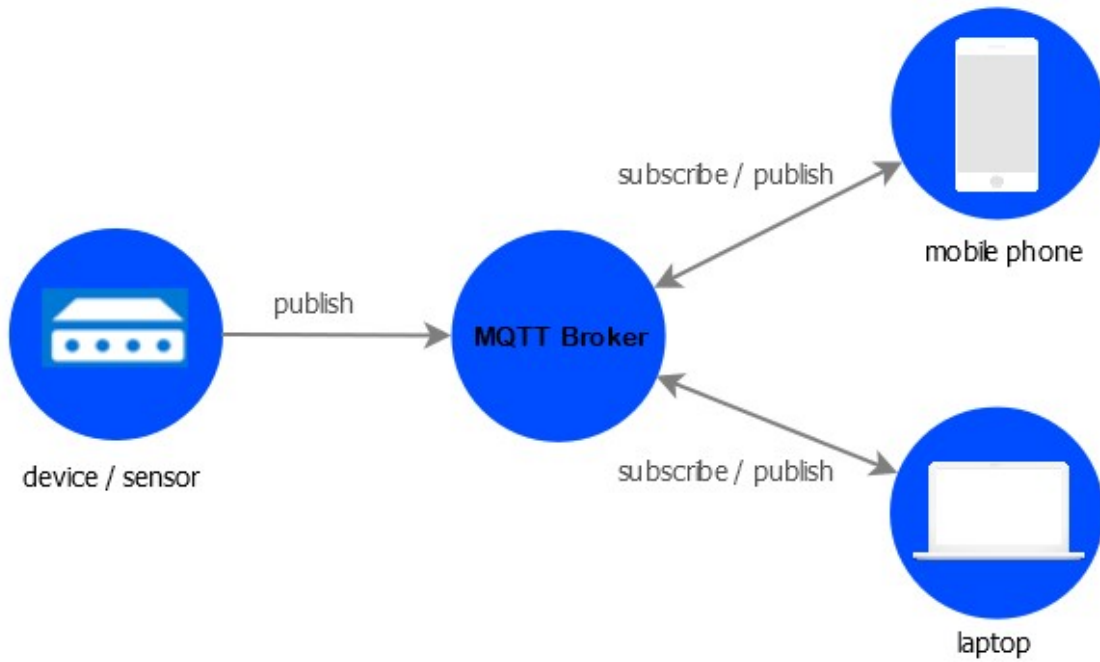 subscribe / publish
mobile phone
publish
MQTT Broker
device / sensor
subscribe / publish
laptop